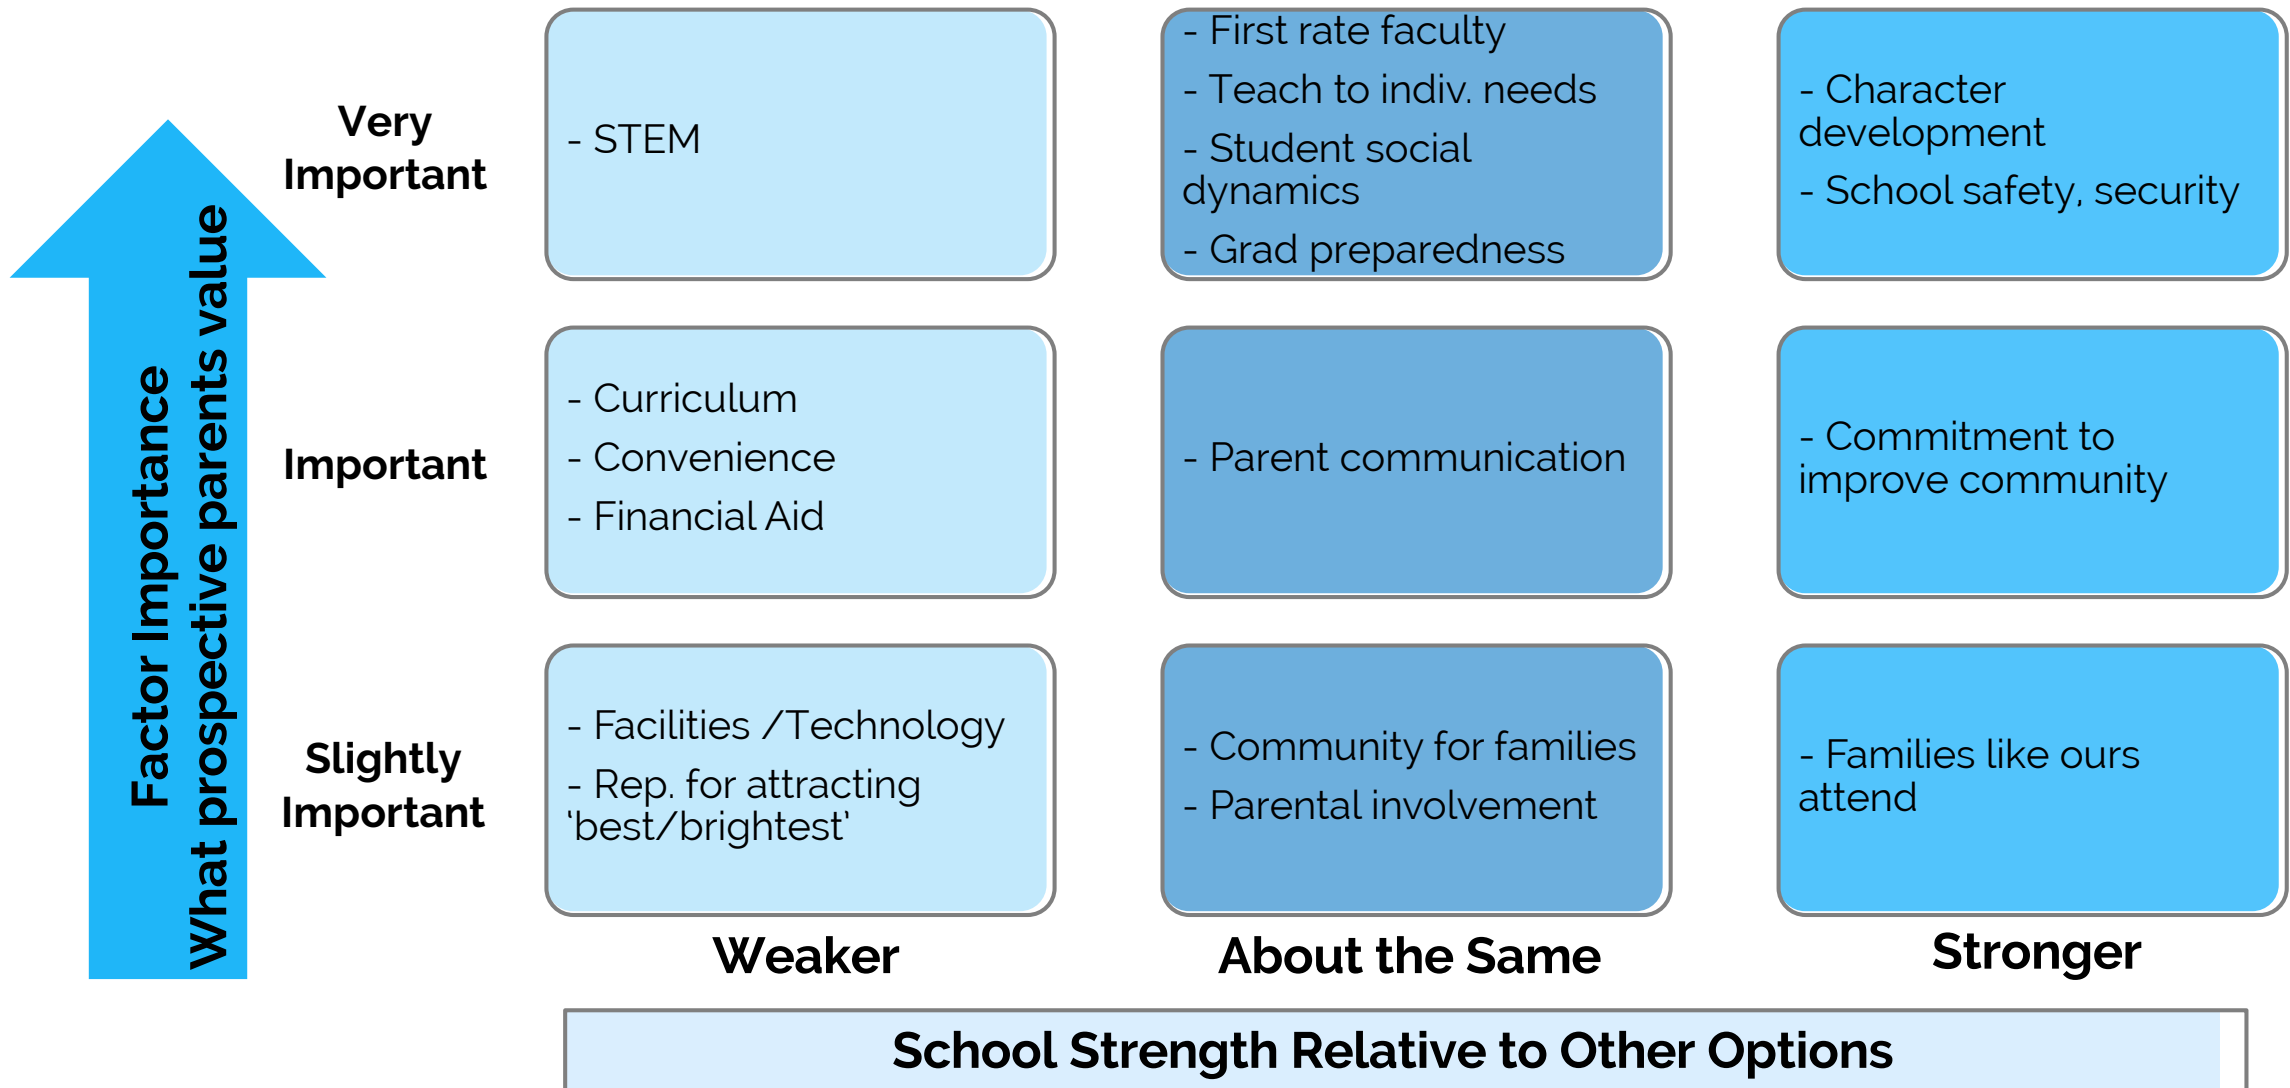 Factor Importance
What prospective parents value
Very
Important
- STEM
- First rate faculty
- Teach to indiv. needs
- Student social
dynamics
- Grad preparedness
- Character
development
- School safety, security
Important
- Curriculum
- Convenience
- Financial Aid
- Parent communication
- Commitment to
improve community
Slightly
Important
- Facilities /Technology
- Rep. for attracting
‘best/brightest’
- Community for families
- Parental involvement
- Families like ours
attend
Weaker
About the Same
Stronger
School Strength Relative to Other Options